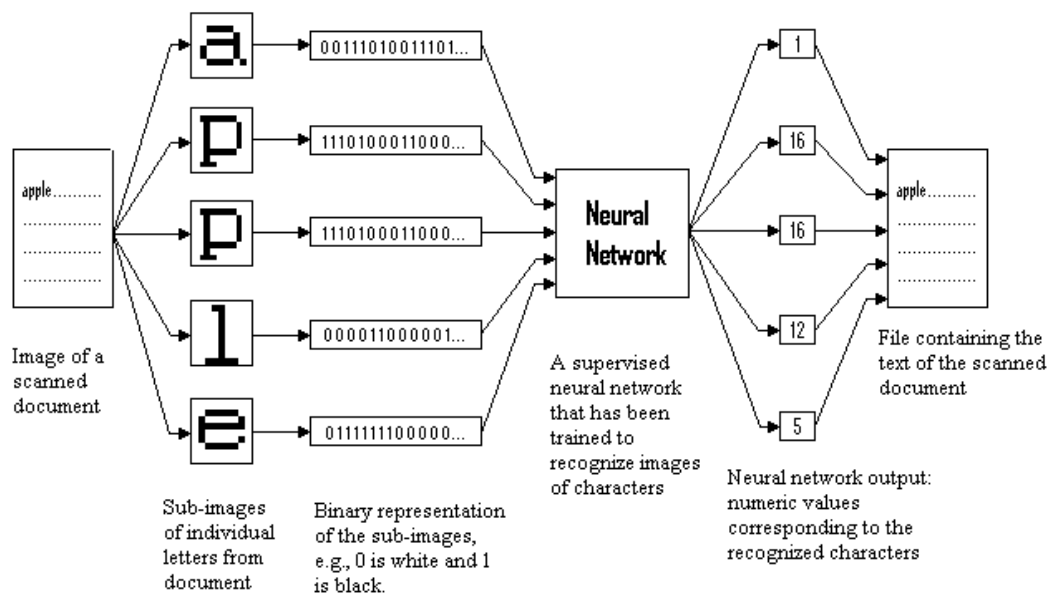 a
00111010011101...
1
p
1110100011000...
16
apple.........
apple.........
p
1110100011000...
Neural
Network
16
l
000011000001...
12
Image of a
scanned
document
A supervised
neural network
that has been
trained to
recognize images
of characters
File containing the
text of the scanned
document
e
0111111100000...
5
Sub-images
of individual
letters from
document
Binary representation
of the sub-images,
e.g., 0 is white and 1
is black.
Neural network output:
numeric values
corresponding to the
recognized characters